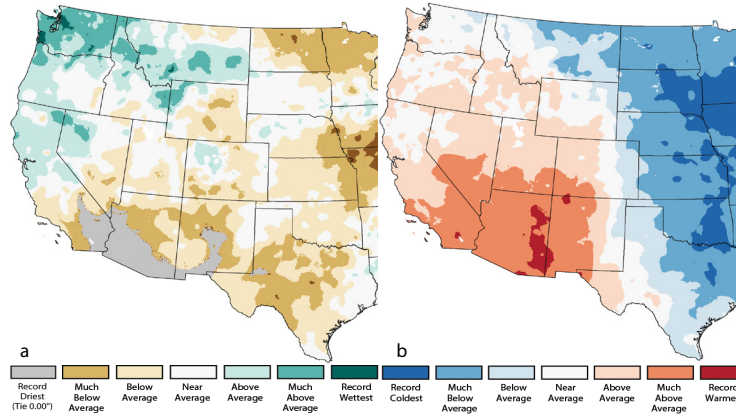 a
b
Record
Driest
(Tie 0.00")
Much
Below
Average
Below
Average
Near
Average
Above
Average
Much
Above
Average
Record
Wettest
Record
Coldest
Much
Below
Average
Below
Average
Near
Average
Above
Average
Much
Above
Average
Record
Warme